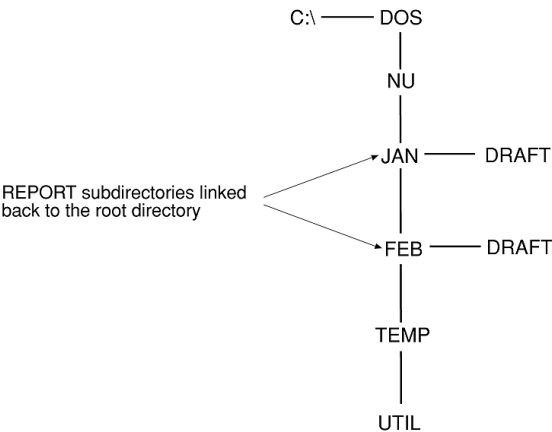 C:\ DOS
NU
JAN DRAFT
REPORT subdirectories linked
back to the root directory
FEB DRAFT
TEMP
UTIL